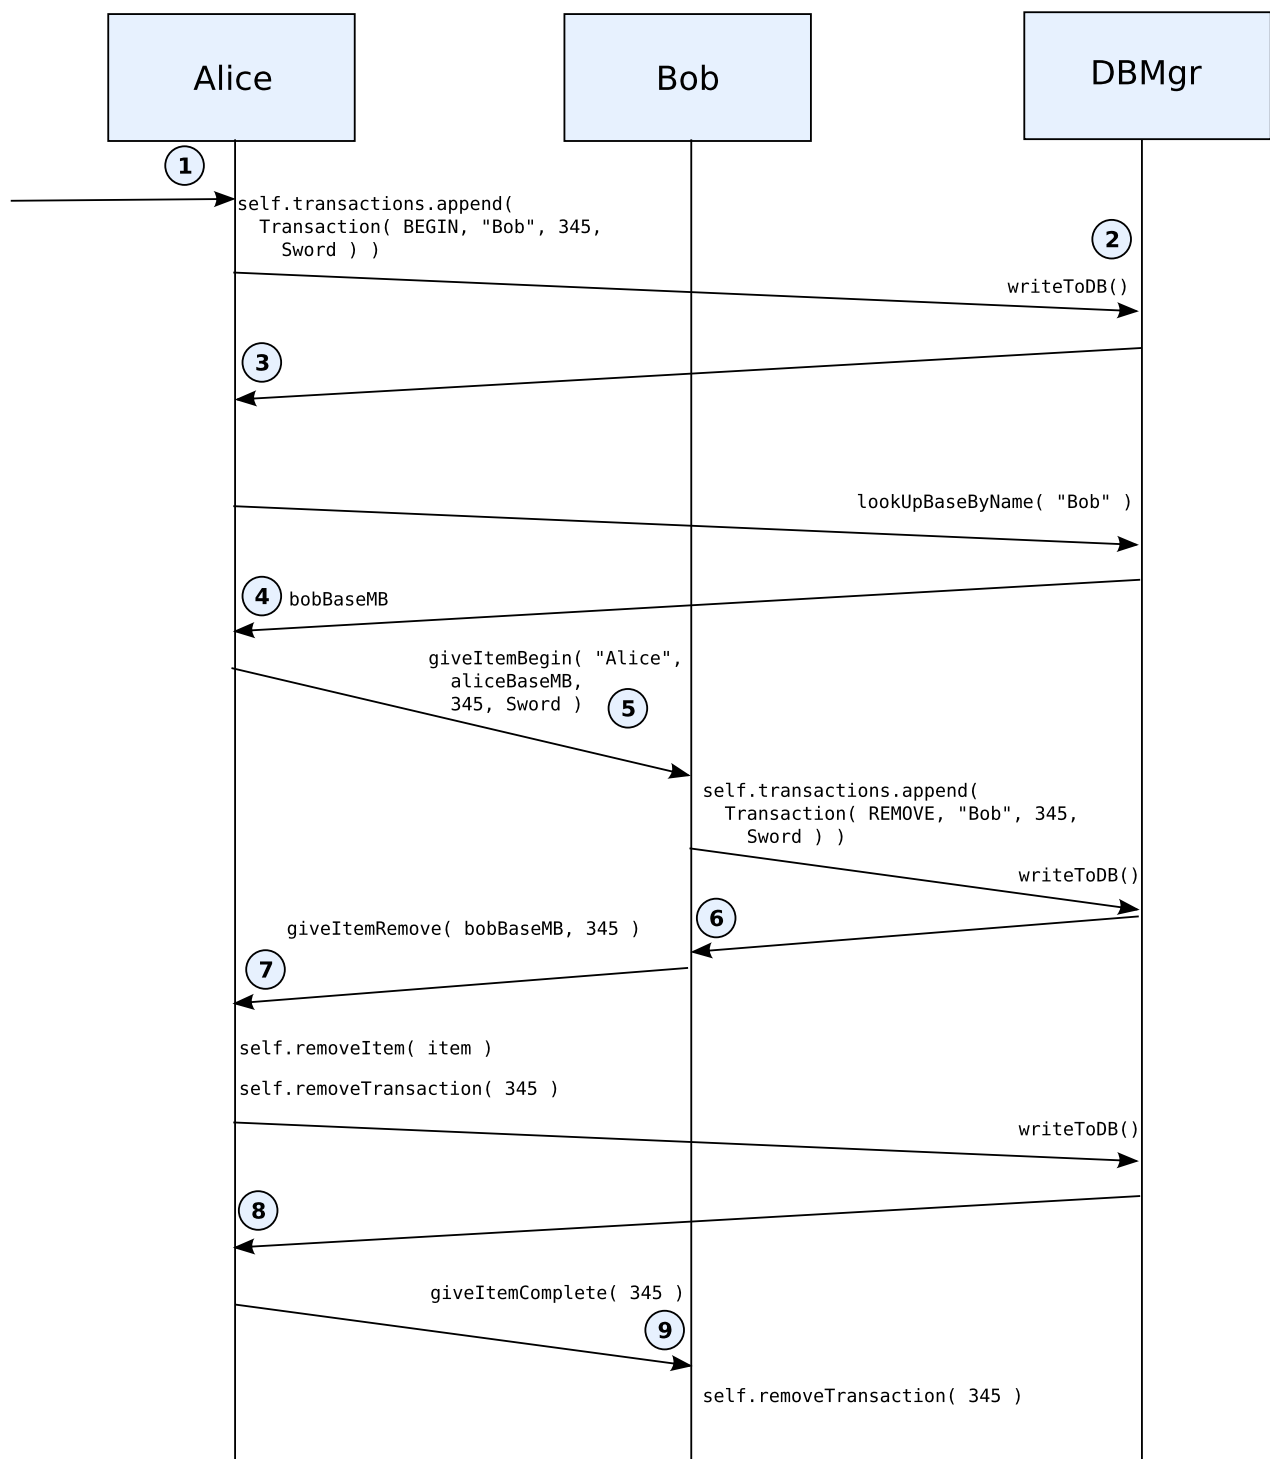 Alice
Bob
DBMgr
1
self.transactions.append(
Transaction( BEGIN, "Bob", 345,
Sword ) )
2
writeToDB()
3
lookUpBaseByName( "Bob" )
4
bobBaseMB
giveItemBegin( "Alice",
aliceBaseMB,
345, Sword )
5
self.transactions.append(
Transaction( REMOVE, "Bob", 345,
Sword ) )
writeToDB()
6
giveItemRemove( bobBaseMB, 345 )
7
self.removeItem( item )
self.removeTransaction( 345 )
writeToDB()
8
giveItemComplete( 345 )
9
self.removeTransaction( 345 )